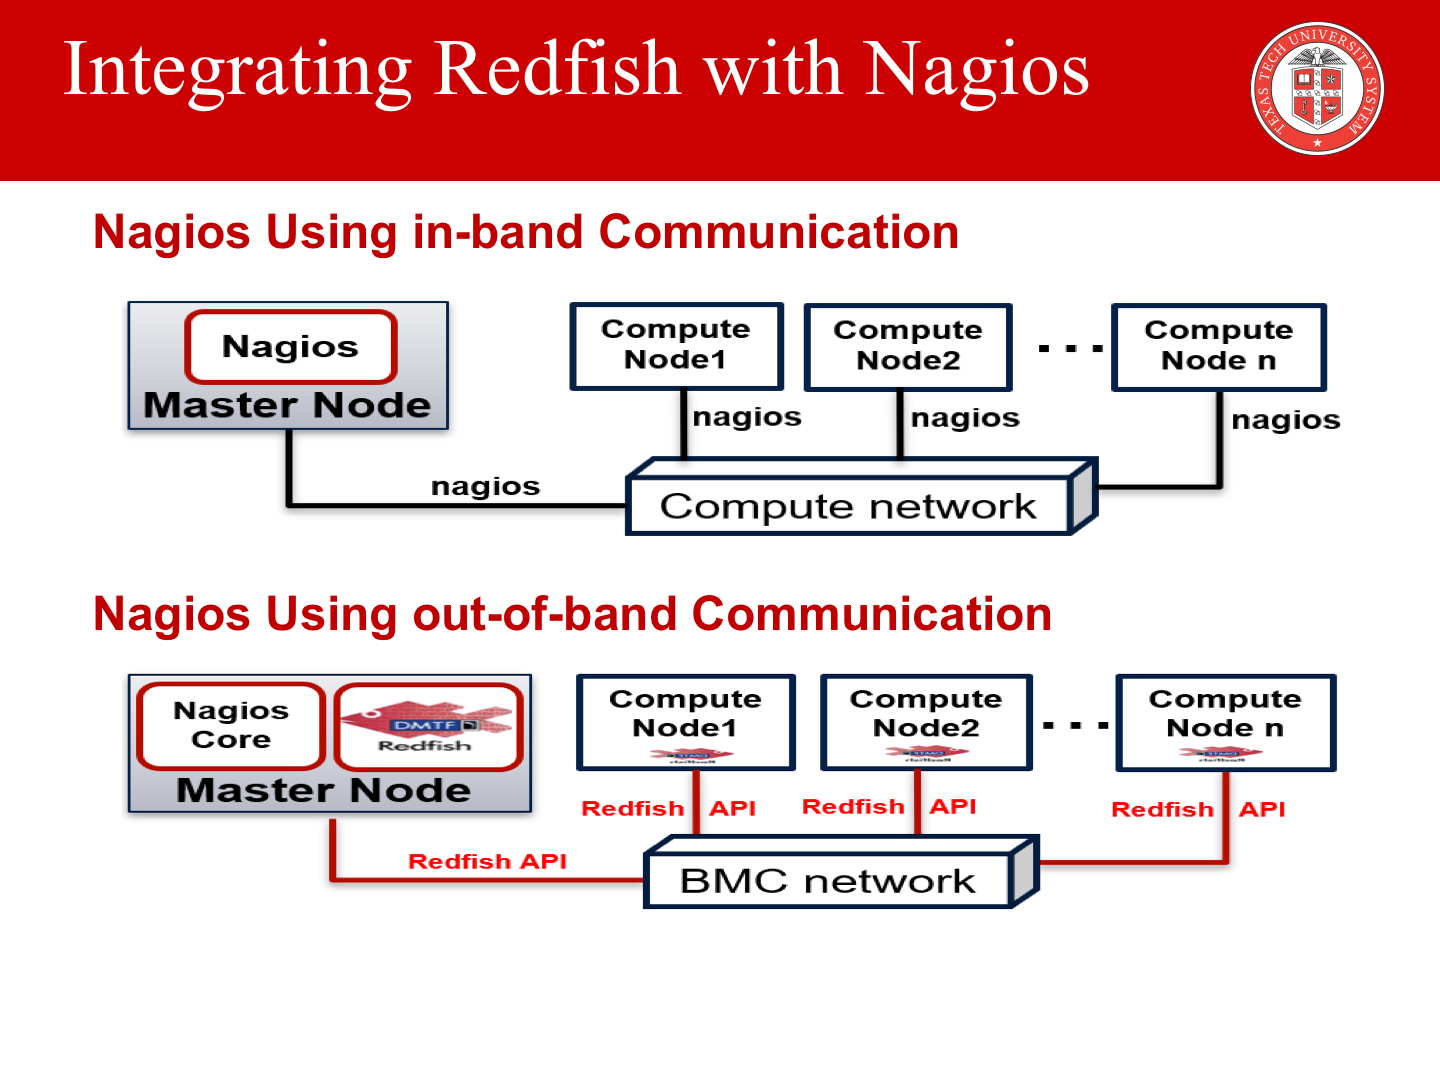 Integrating Redfish with Nagios
TEXAS TECH UNIVERSITY SYSTEM
Nagios Using in-band Communication
Nagios
Master Node
Compute
Node1
Compute
Node2
...
Compute
Node n
nagios
nagios
nagios
nagios
Compute network
Nagios Using out-of-band Communication
Nagios
Core
DMTF
Redfish
Master Node
Compute
Node1
Compute
Node2
...
Compute
Node n
Redfish API
Redfish API
Redfish API
Redfish API
BMC network